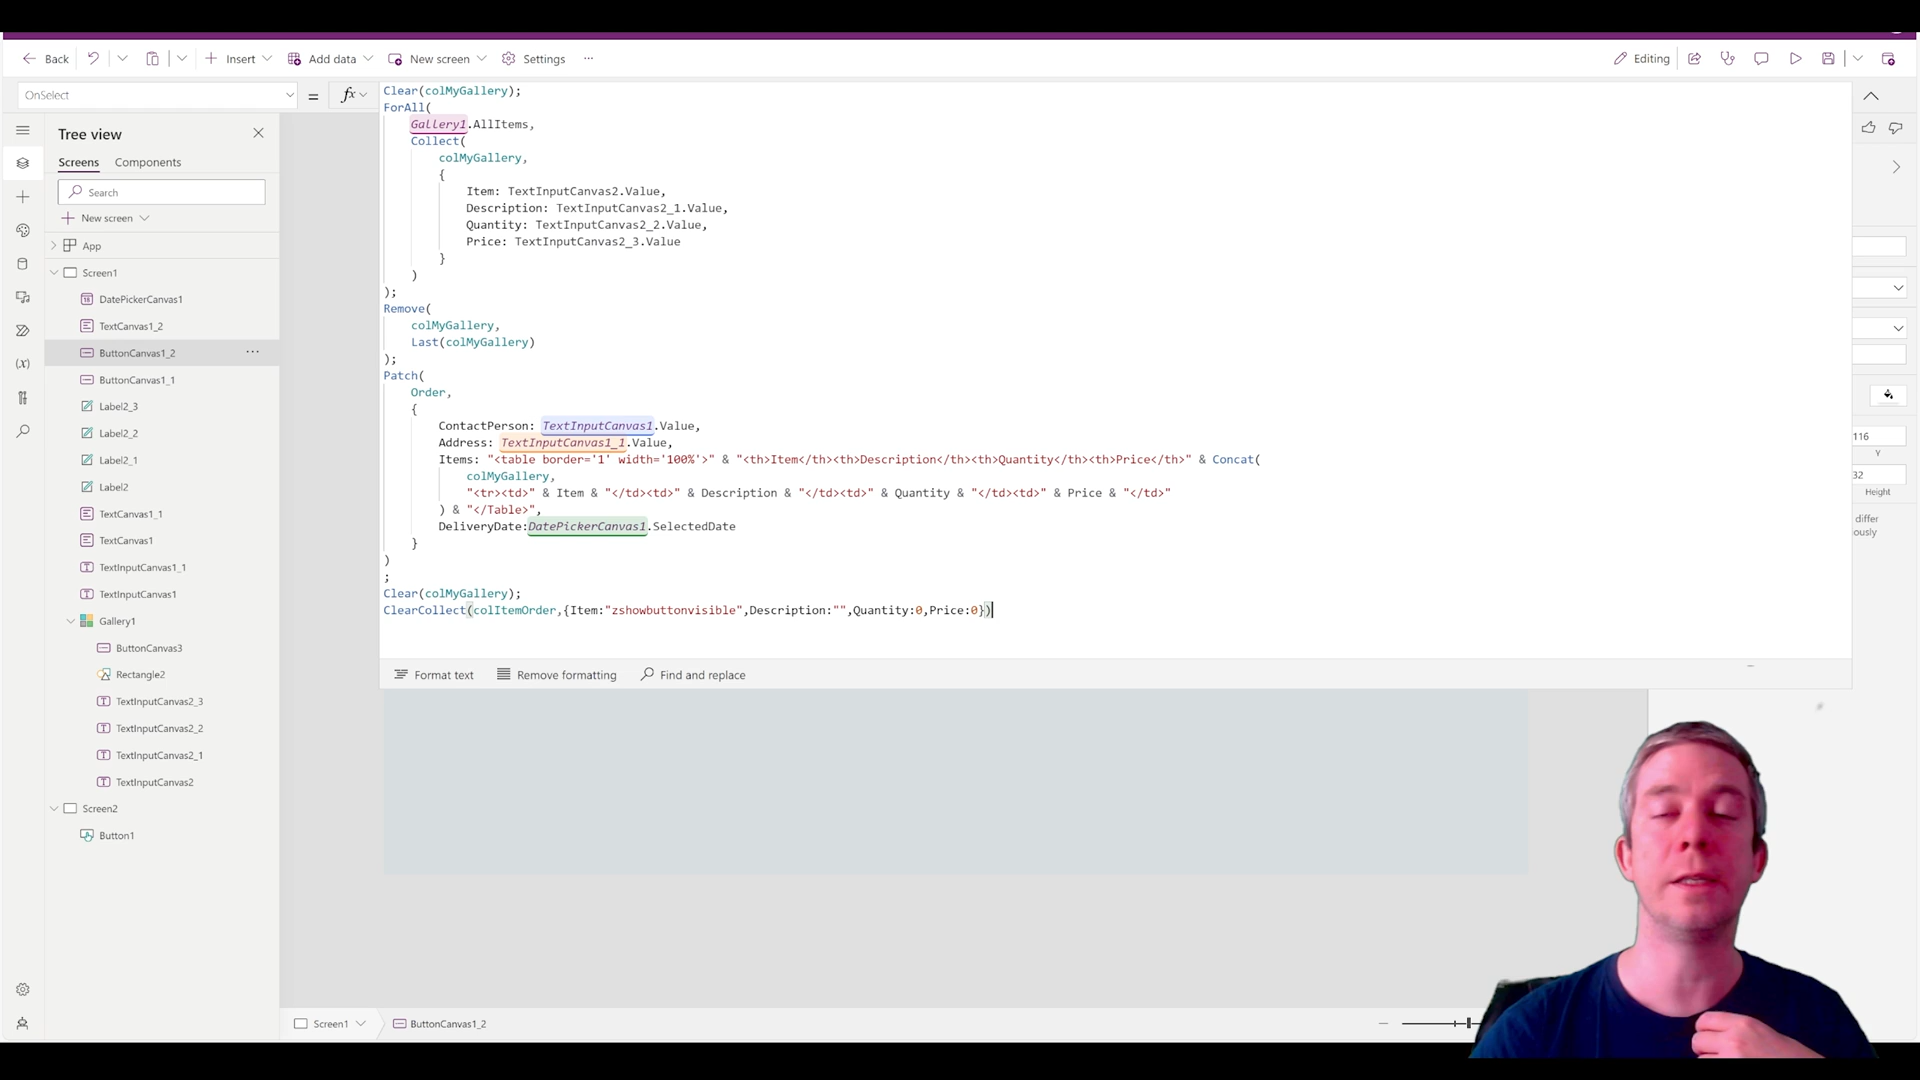 Back
Insert
Add data
New screen
Settings
Editing
OnSelect
=
fx
Tree view
Screens
Components
Search
New screen
App
Screen1
DatePickerCanvas1
TextCanvas1_2
ButtonCanvas1_2
ButtonCanvas1_1
Label2_3
Label2_2
Label2_1
Label2
TextCanvas1_1
TextCanvas1
TextInputCanvas1_1
TextInputCanvas1
Gallery1
ButtonCanvas3
Rectangle2
TextInputCanvas2_3
TextInputCanvas2_2
TextInputCanvas2_1
TextInputCanvas2
Screen2
Button1
Clear(colMyGallery);
ForAll(
Gallery1.AllItems,
Collect(
colMyGallery,
{
Item: TextInputCanvas2.Value,
Description: TextInputCanvas2_1.Value,
Quantity: TextInputCanvas2_2.Value,
Price: TextInputCanvas2_3.Value
}
)
);
Remove(
colMyGallery,
Last(colMyGallery)
);
Patch(
Order,
{
ContactPerson: TextInputCanvas1.Value,
Address: TextInputCanvas1_1.Value,
Items: "<table border='1' width='100%'>" & "<th>Item</th><th>Description</th><th>Quantity</th><th>Price</th>" & Concat(
colMyGallery,
"<tr><td>" & Item & "</td><td>" & Description & "</td><td>" & Quantity & "</td><td>" & Price & "</td>"
) & "</Table>",
DeliveryDate:DatePickerCanvas1.SelectedDate
}
)
;
Clear(colMyGallery);
ClearCollect(colItemOrder,{Item:"zshowbuttonvisible",Description:"",Quantity:0,Price:0})
Format text
Remove formatting
Find and replace
116
Y
32
Height
differ
ously
Screen1
ButtonCanvas1_2